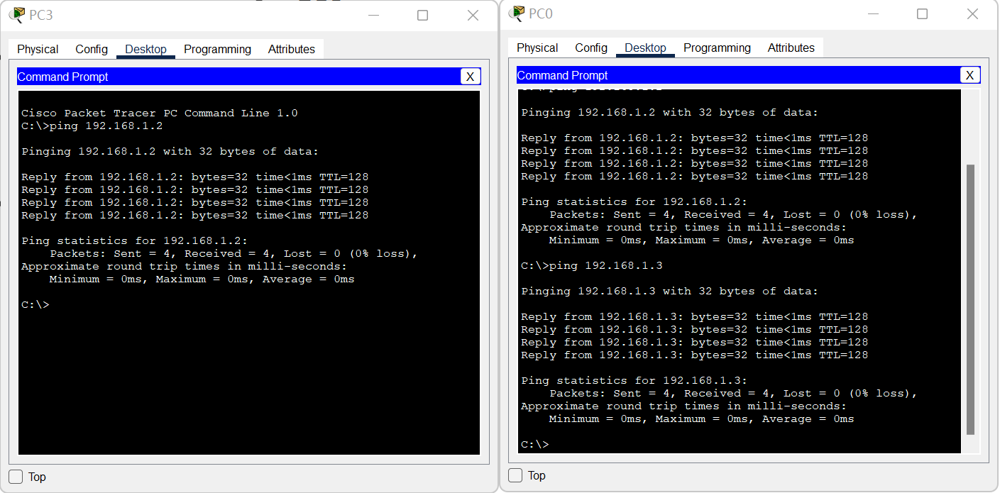 PC3
Physical Config Desktop Programming Attributes
Command Prompt
X
Cisco Packet Tracer PC Command Line 1.0
C:\>ping 192.168.1.2
Pinging 192.168.1.2 with 32 bytes of data:
Reply from 192.168.1.2: bytes=32 time<1ms TTL=128
Reply from 192.168.1.2: bytes=32 time<1ms TTL=128
Reply from 192.168.1.2: bytes=32 time<1ms TTL=128
Reply from 192.168.1.2: bytes=32 time<1ms TTL=128
Ping statistics for 192.168.1.2:
Packets: Sent = 4, Received = 4, Lost = 0 (0% loss),
Approximate round trip times in milli-seconds:
Minimum = 0ms, Maximum = 0ms, Average = 0ms
C:\>
Top
PC0
Physical Config Desktop Programming Attributes
Command Prompt
X
Pinging 192.168.1.2 with 32 bytes of data:
Reply from 192.168.1.2: bytes=32 time<1ms TTL=128
Reply from 192.168.1.2: bytes=32 time<1ms TTL=128
Reply from 192.168.1.2: bytes=32 time<1ms TTL=128
Reply from 192.168.1.2: bytes=32 time<1ms TTL=128
Ping statistics for 192.168.1.2:
Packets: Sent = 4, Received = 4, Lost = 0 (0% loss),
Approximate round trip times in milli-seconds:
Minimum = 0ms, Maximum = 0ms, Average = 0ms
C:\>ping 192.168.1.3
Pinging 192.168.1.3 with 32 bytes of data:
Reply from 192.168.1.3: bytes=32 time<1ms TTL=128
Reply from 192.168.1.3: bytes=32 time<1ms TTL=128
Reply from 192.168.1.3: bytes=32 time<1ms TTL=128
Reply from 192.168.1.3: bytes=32 time<1ms TTL=128
Ping statistics for 192.168.1.3:
Packets: Sent = 4, Received = 4, Lost = 0 (0% loss),
Approximate round trip times in milli-seconds:
Minimum = 0ms, Maximum = 0ms, Average = 0ms
C:\>
Top